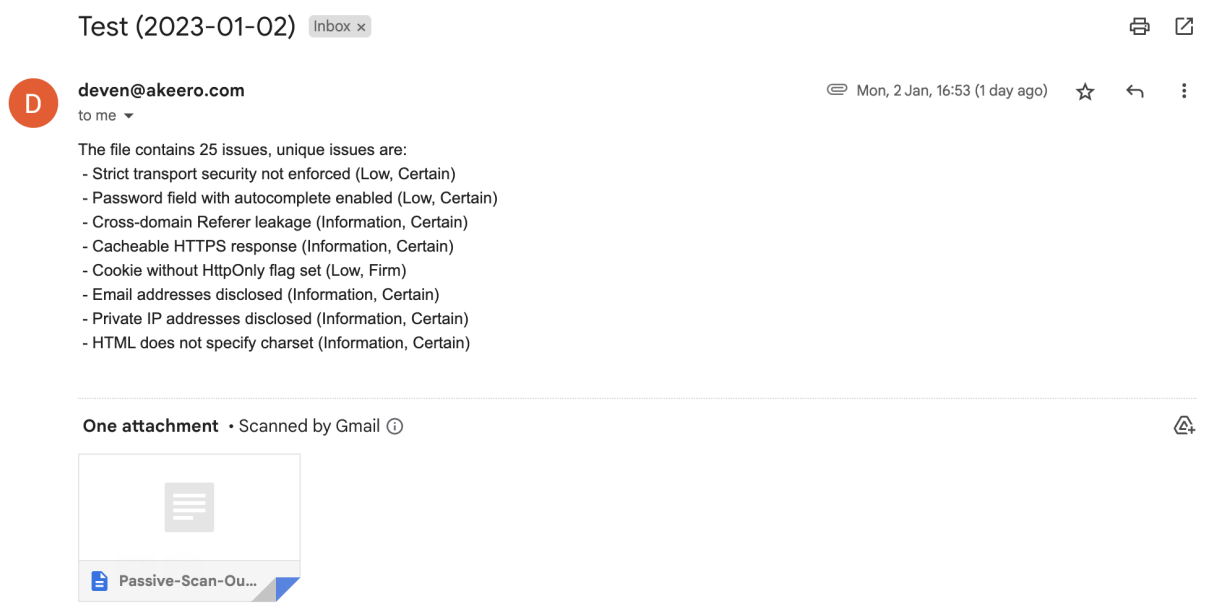 Test (2023-01-02) Inbox ×
deven@akeero.com Mon, 2 Jan, 16:53 (1 day ago)
D
to me
The file contains 25 issues, unique issues are:
- Strict transport security not enforced (Low, Certain)
- Password field with autocomplete enabled (Low, Certain)
- Cross-domain Referer leakage (Information, Certain)
- Cacheable HTTPS response (Information, Certain)
- Cookie without HttpOnly flag set (Low, Firm)
- Email addresses disclosed (Information, Certain)
- Private IP addresses disclosed (Information, Certain)
- HTML does not specify charset (Information, Certain)
One attachment • Scanned by Gmail
Passive-Scan-Ou...